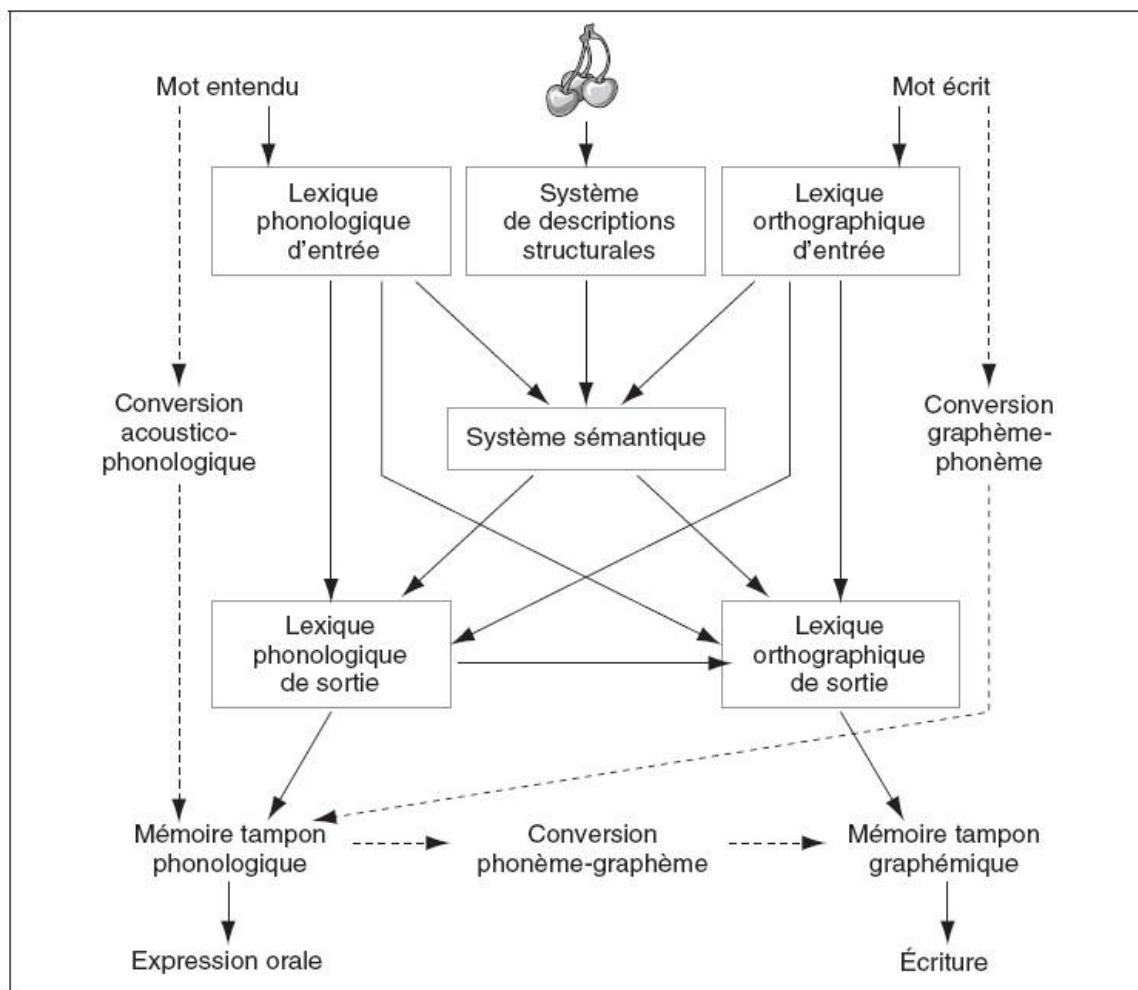 Mot entendu
Mot écrit
Lexique
phonologique
d’entrée
Système
de descriptions
structurales
Lexique
orthographique
d’entrée
Conversion
acoustico-
phonologique
Système sémantique
Conversion
graphème-
phonème
Lexique
phonologique
de sortie
Lexique
orthographique
de sortie
Mémoire tampon
phonologique
Conversion
phonème-graphème
Mémoire tampon
graphémique
Expression orale
Écriture